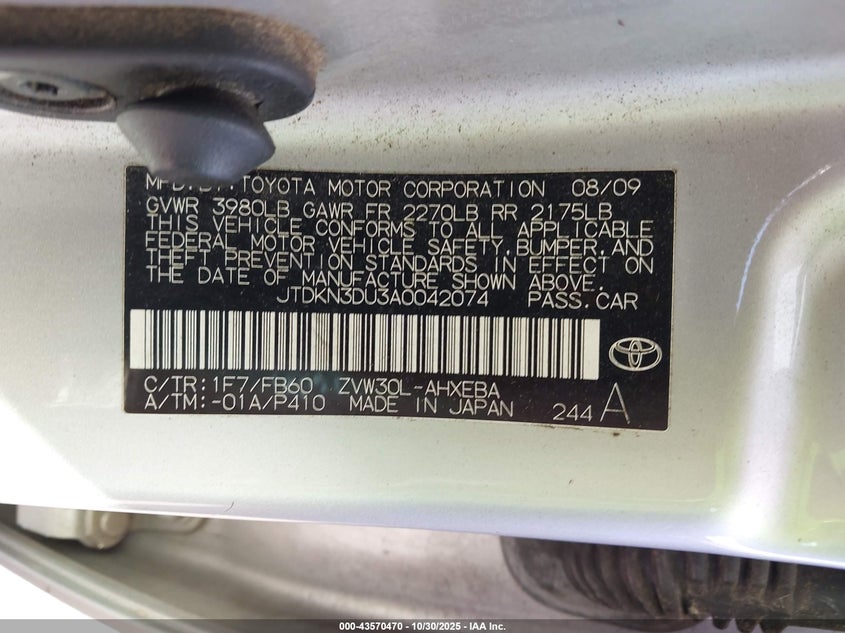 MFD. BY: TOYOTA MOTOR CORPORATION 08/09
GVWR 3980LB GAWR FR 2270LB RR 2175LB
THIS VEHICLE CONFORMS TO ALL APPLICABLE
FEDERAL MOTOR VEHICLE SAFETY, BUMPER, AND
THEFT PREVENTION STANDARDS IN EFFECT ON
THE DATE OF MANUFACTURE SHOWN ABOVE.
JTDKN3DU3A0042074 PASS.CAR
C/TR: 1F7/FB60 ZVW30L-AHXEBA
A/TM: -01A/P410 MADE IN JAPAN 244 A
000-43570470 - 10/30/2025 - IAA Inc.